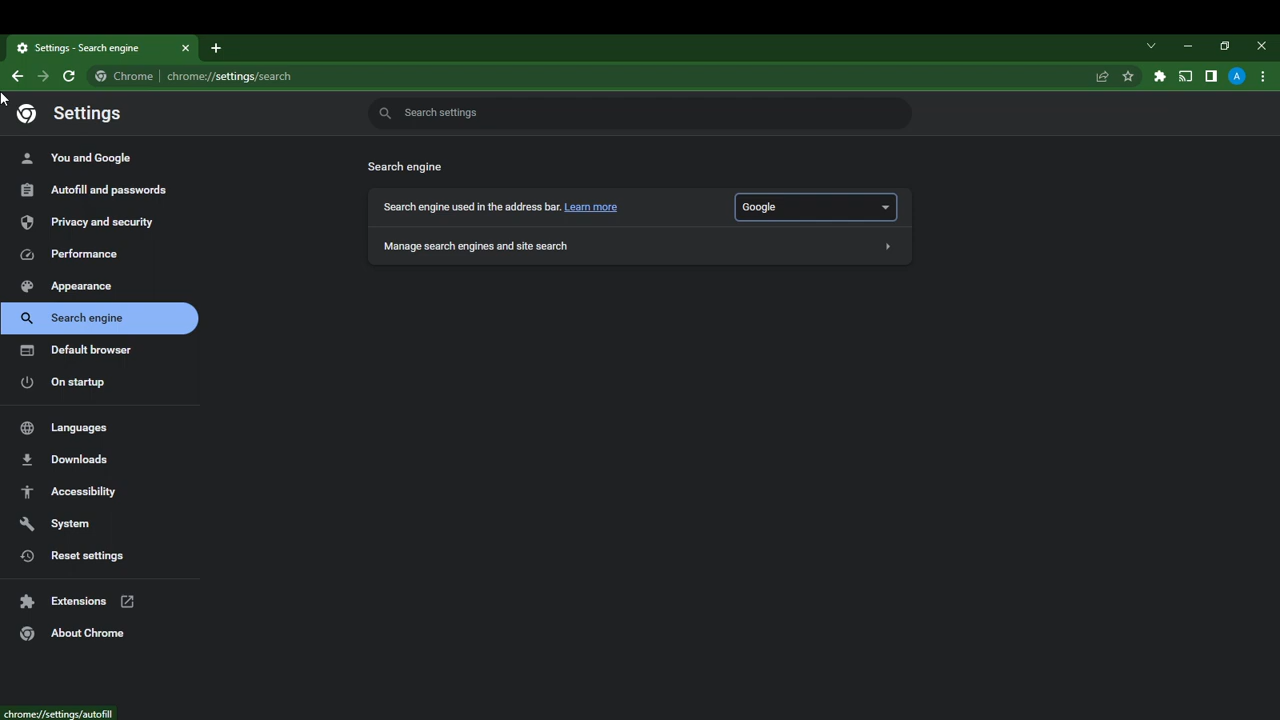 Settings - Search engine
Chrome | chrome://settings/search
A
Settings
Search settings
You and Google
Autofill and passwords
Privacy and security
Performance
Appearance
Search engine
Default browser
On startup
Languages
Downloads
Accessibility
System
Reset settings
Extensions
About Chrome
Search engine
Search engine used in the address bar. Learn more
Google
Manage search engines and site search
chrome://settings/autofill